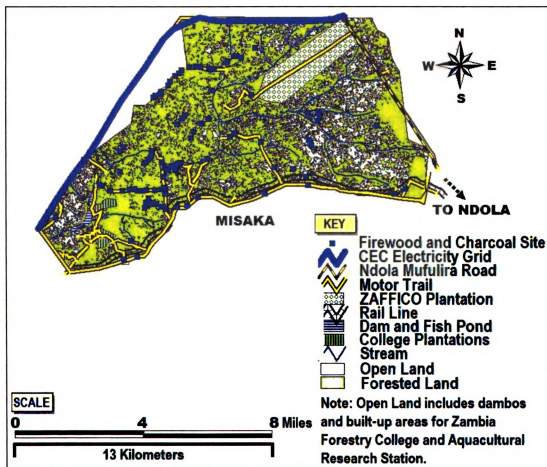 N
W E
S
MISAKA
TO NDOLA
KEY
Firewood and Charcoal Site
CEC Electricity Grid
Ndola Mufulira Road
Motor Trail
ZAFFICO Plantation
Rail Line
Dam and Fish Pond
College Plantations
Stream
Open Land
Forested Land
SCALE
0 4 8 Miles
13 Kilometers
Note: Open Land includes dambos
and built-up areas for Zambia
Forestry College and Aquacultural
Research Station.